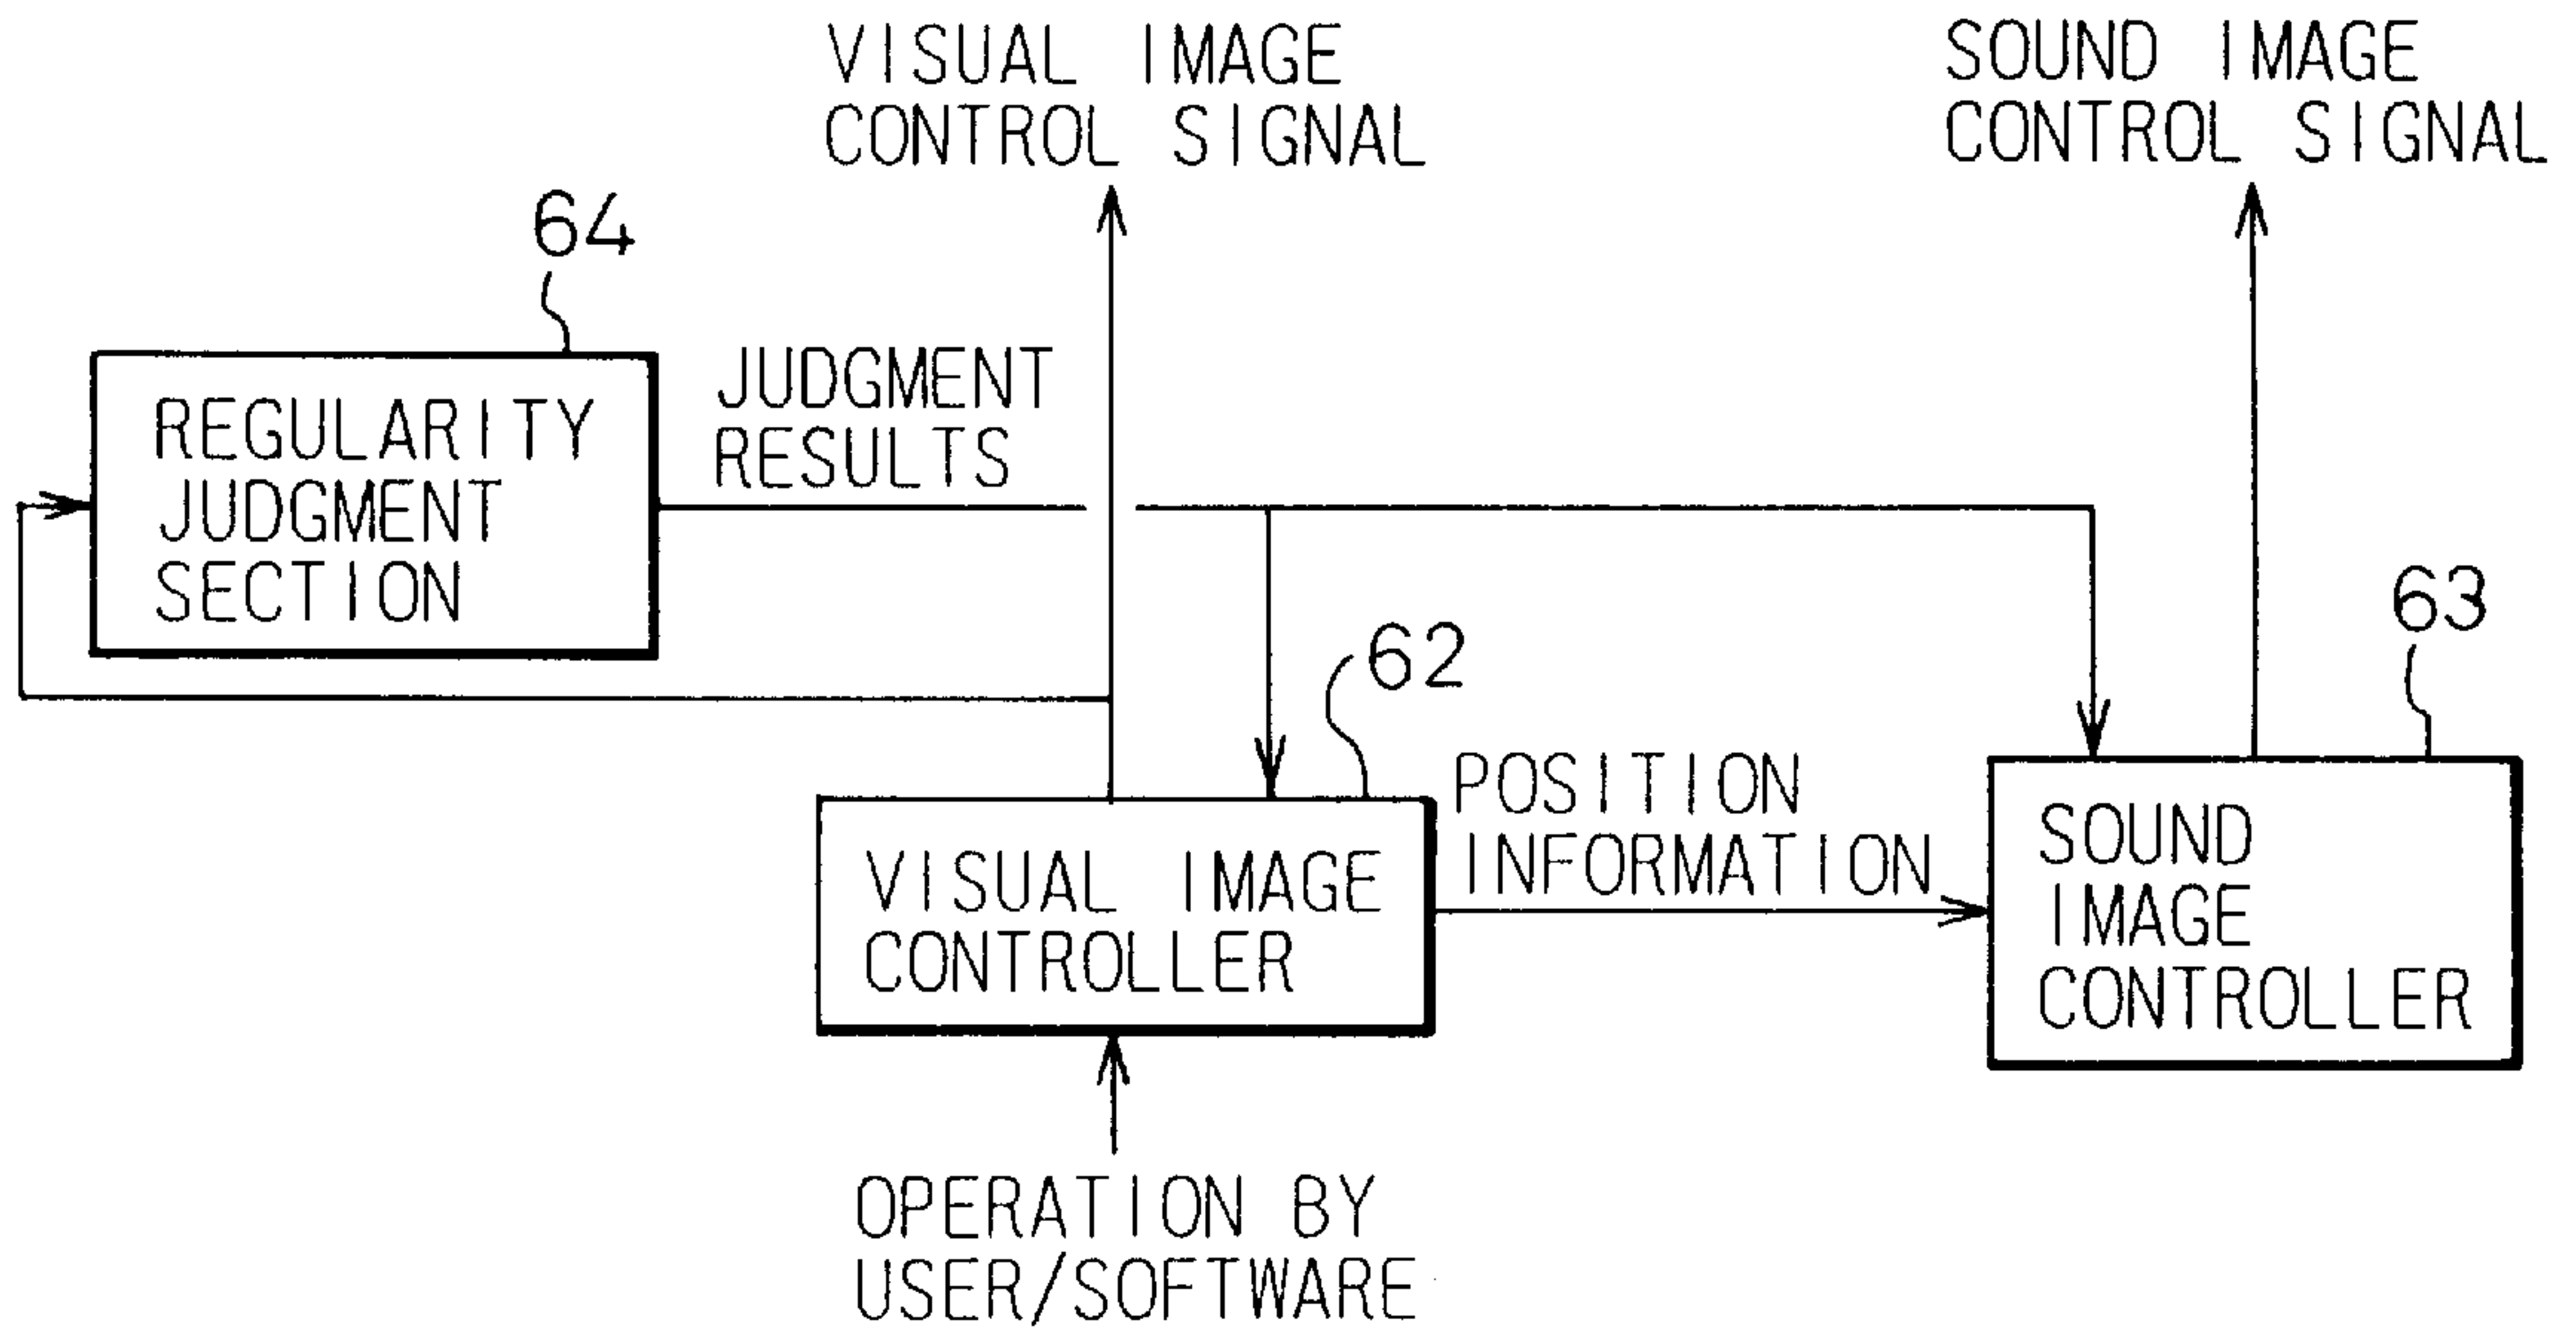 VISUAL IMAGE
CONTROL SIGNAL
SOUND IMAGE
CONTROL SIGNAL
64
REGULARITY
JUDGMENT
SECTION
JUDGMENT
RESULTS
62
63
POSITION
INFORMATION
VISUAL IMAGE
CONTROLLER
SOUND
IMAGE
CONTROLLER
OPERATION BY
USER/SOFTWARE